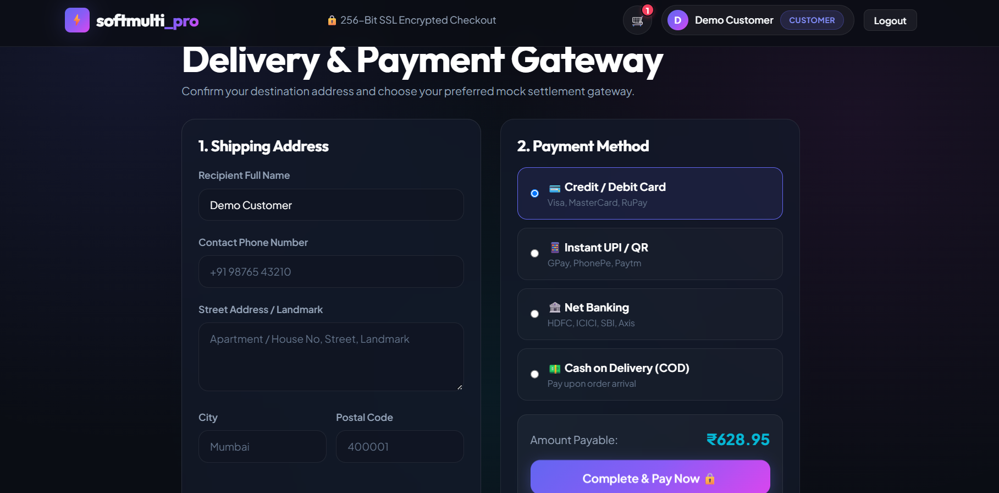 softmulti_pro
256-Bit SSL Encrypted Checkout
1
D
Demo Customer
CUSTOMER
Logout
Delivery & Payment Gateway
Confirm your destination address and choose your preferred mock settlement gateway.
1. Shipping Address
Recipient Full Name
Demo Customer
Contact Phone Number
+91 98765 43210
Street Address / Landmark
Apartment / House No, Street, Landmark
City
Postal Code
Mumbai
400001
2. Payment Method
Credit / Debit Card
Visa, MasterCard, RuPay
Instant UPI / QR
GPay, PhonePe, Paytm
Net Banking
HDFC, ICICI, SBI, Axis
Cash on Delivery (COD)
Pay upon order arrival
Amount Payable:
₹628.95
Complete & Pay Now